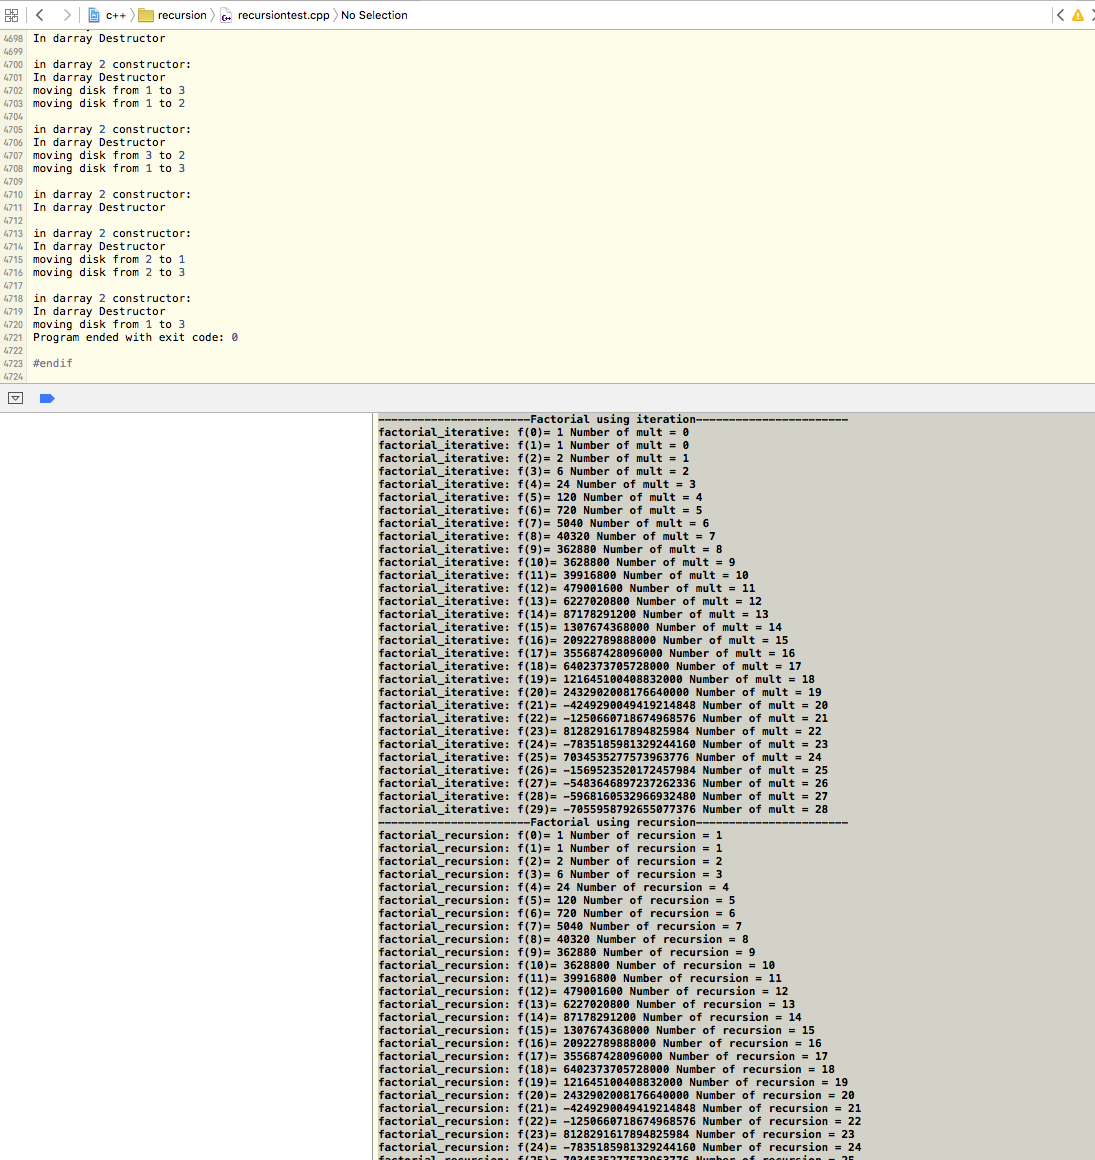 c++ recursion recursiontest.cpp No Selection
4698 In darray Destructor
4699
4700 in darray 2 constructor:
4701 In darray Destructor
4702 moving disk from 1 to 3
4703 moving disk from 1 to 2
4704
4705 in darray 2 constructor:
4706 In darray Destructor
4707 moving disk from 3 to 2
4708 moving disk from 1 to 3
4709
4710 in darray 2 constructor:
4711 In darray Destructor
4712
4713 in darray 2 constructor:
4714 In darray Destructor
4715 moving disk from 2 to 1
4716 moving disk from 2 to 3
4717
4718 in darray 2 constructor:
4719 In darray Destructor
4720 moving disk from 1 to 3
4721 Program ended with exit code: 0
4722
4723 #endif
4724
-----------------------Factorial using iteration-----------------------
factorial_iterative: f(0)= 1 Number of mult = 0
factorial_iterative: f(1)= 1 Number of mult = 0
factorial_iterative: f(2)= 2 Number of mult = 1
factorial_iterative: f(3)= 6 Number of mult = 2
factorial_iterative: f(4)= 24 Number of mult = 3
factorial_iterative: f(5)= 120 Number of mult = 4
factorial_iterative: f(6)= 720 Number of mult = 5
factorial_iterative: f(7)= 5040 Number of mult = 6
factorial_iterative: f(8)= 40320 Number of mult = 7
factorial_iterative: f(9)= 362880 Number of mult = 8
factorial_iterative: f(10)= 3628800 Number of mult = 9
factorial_iterative: f(11)= 39916800 Number of mult = 10
factorial_iterative: f(12)= 479001600 Number of mult = 11
factorial_iterative: f(13)= 6227020800 Number of mult = 12
factorial_iterative: f(14)= 87178291200 Number of mult = 13
factorial_iterative: f(15)= 1307674368000 Number of mult = 14
factorial_iterative: f(16)= 20922789888000 Number of mult = 15
factorial_iterative: f(17)= 355687428096000 Number of mult = 16
factorial_iterative: f(18)= 6402373705728000 Number of mult = 17
factorial_iterative: f(19)= 121645100408832000 Number of mult = 18
factorial_iterative: f(20)= 2432902008176640000 Number of mult = 19
factorial_iterative: f(21)= -4249290049419214848 Number of mult = 20
factorial_iterative: f(22)= -1250660718674968576 Number of mult = 21
factorial_iterative: f(23)= 8128291617894825984 Number of mult = 22
factorial_iterative: f(24)= -7835185981329244160 Number of mult = 23
factorial_iterative: f(25)= 7034535277573963776 Number of mult = 24
factorial_iterative: f(26)= -1569523520172457984 Number of mult = 25
factorial_iterative: f(27)= -5483646897237262336 Number of mult = 26
factorial_iterative: f(28)= -5968160532966932480 Number of mult = 27
factorial_iterative: f(29)= -7055958792655077376 Number of mult = 28
-----------------------Factorial using recursion-----------------------
factorial_recursion: f(0)= 1 Number of recursion = 1
factorial_recursion: f(1)= 1 Number of recursion = 1
factorial_recursion: f(2)= 2 Number of recursion = 2
factorial_recursion: f(3)= 6 Number of recursion = 3
factorial_recursion: f(4)= 24 Number of recursion = 4
factorial_recursion: f(5)= 120 Number of recursion = 5
factorial_recursion: f(6)= 720 Number of recursion = 6
factorial_recursion: f(7)= 5040 Number of recursion = 7
factorial_recursion: f(8)= 40320 Number of recursion = 8
factorial_recursion: f(9)= 362880 Number of recursion = 9
factorial_recursion: f(10)= 3628800 Number of recursion = 10
factorial_recursion: f(11)= 39916800 Number of recursion = 11
factorial_recursion: f(12)= 479001600 Number of recursion = 12
factorial_recursion: f(13)= 6227020800 Number of recursion = 13
factorial_recursion: f(14)= 87178291200 Number of recursion = 14
factorial_recursion: f(15)= 1307674368000 Number of recursion = 15
factorial_recursion: f(16)= 20922789888000 Number of recursion = 16
factorial_recursion: f(17)= 355687428096000 Number of recursion = 17
factorial_recursion: f(18)= 6402373705728000 Number of recursion = 18
factorial_recursion: f(19)= 121645100408832000 Number of recursion = 19
factorial_recursion: f(20)= 2432902008176640000 Number of recursion = 20
factorial_recursion: f(21)= -4249290049419214848 Number of recursion = 21
factorial_recursion: f(22)= -1250660718674968576 Number of recursion = 22
factorial_recursion: f(23)= 8128291617894825984 Number of recursion = 23
factorial_recursion: f(24)= -7835185981329244160 Number of recursion = 24
factorial_recursion: f(25)= 7034535277573963776 Number of recursion = 25